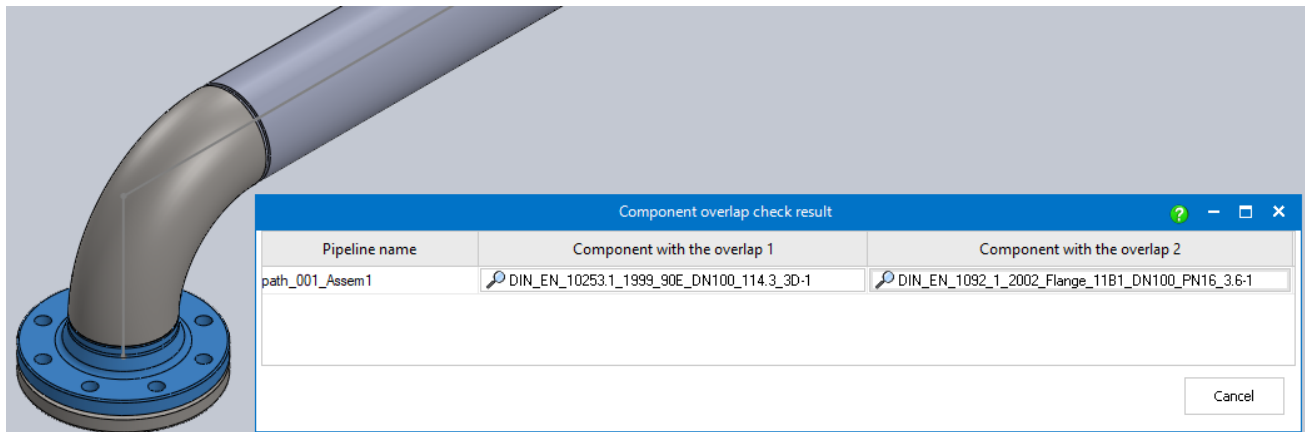 Component overlap check result
Pipeline name Component with the overlap 1 Component with the overlap 2
path_001_Assem1 DIN_EN_10253.1_1999_90E_DN100_114.3_3D-1 DIN_EN_1092_1_2002_Flange_11B1_DN100_PN16_3.6-1
Cancel